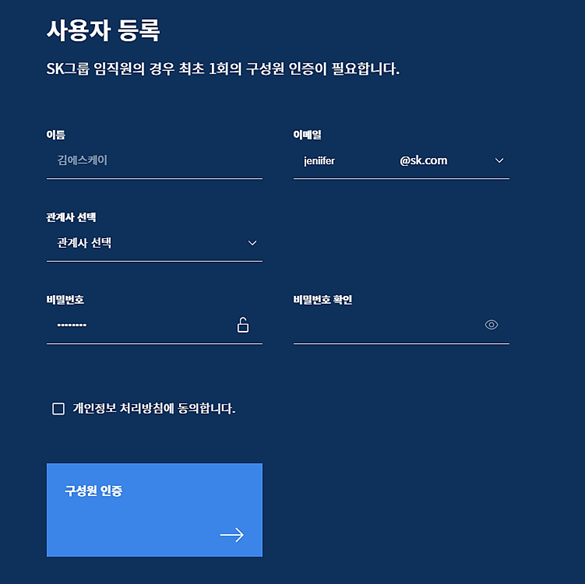 사용자 등록
SK그룹 임직원의 경우 최초 1회의 구성원 인증이 필요합니다.
이름
이메일
김에스케이
jeniifer
@sk.com
관계사 선택
관계사 선택
비밀번호
비밀번호 확인
••••••••
개인정보 처리방침에 동의합니다.
구성원 인증